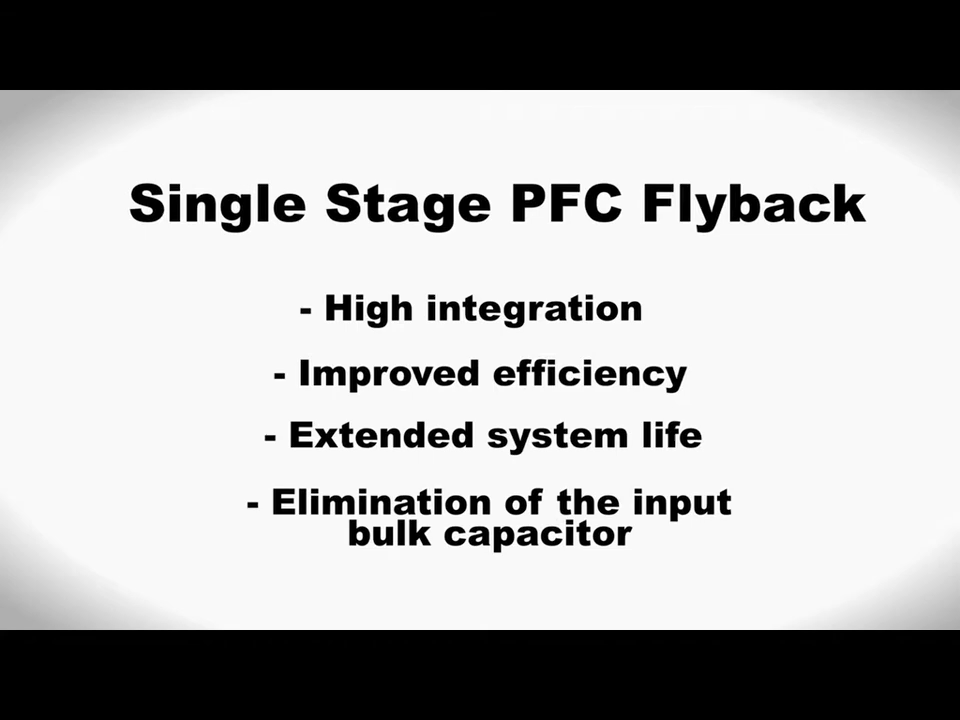 Single Stage PFC Flyback
- High integration
- Improved efficiency
- Extended system life
- Elimination of the input
bulk capacitor